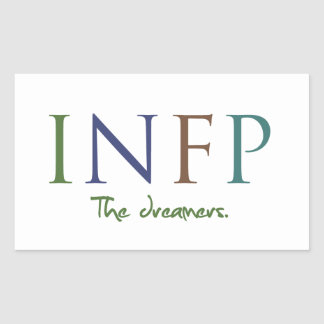 INFP
The dreamers.